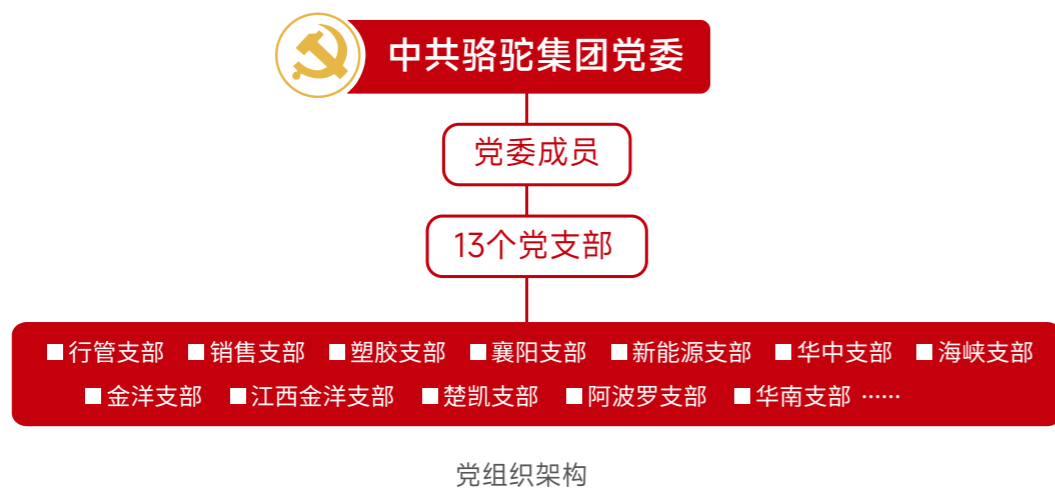 中共骆驼集团党委
党委成员
13个党支部
■行管支部 ■销售支部 ■塑胶支部 ■襄阳支部 ■新能源支部 ■华中支部 ■海峡支部
■金洋支部 ■江西金洋支部 ■楚凯支部 ■阿波罗支部 ■华南支部 ······
党组织架构